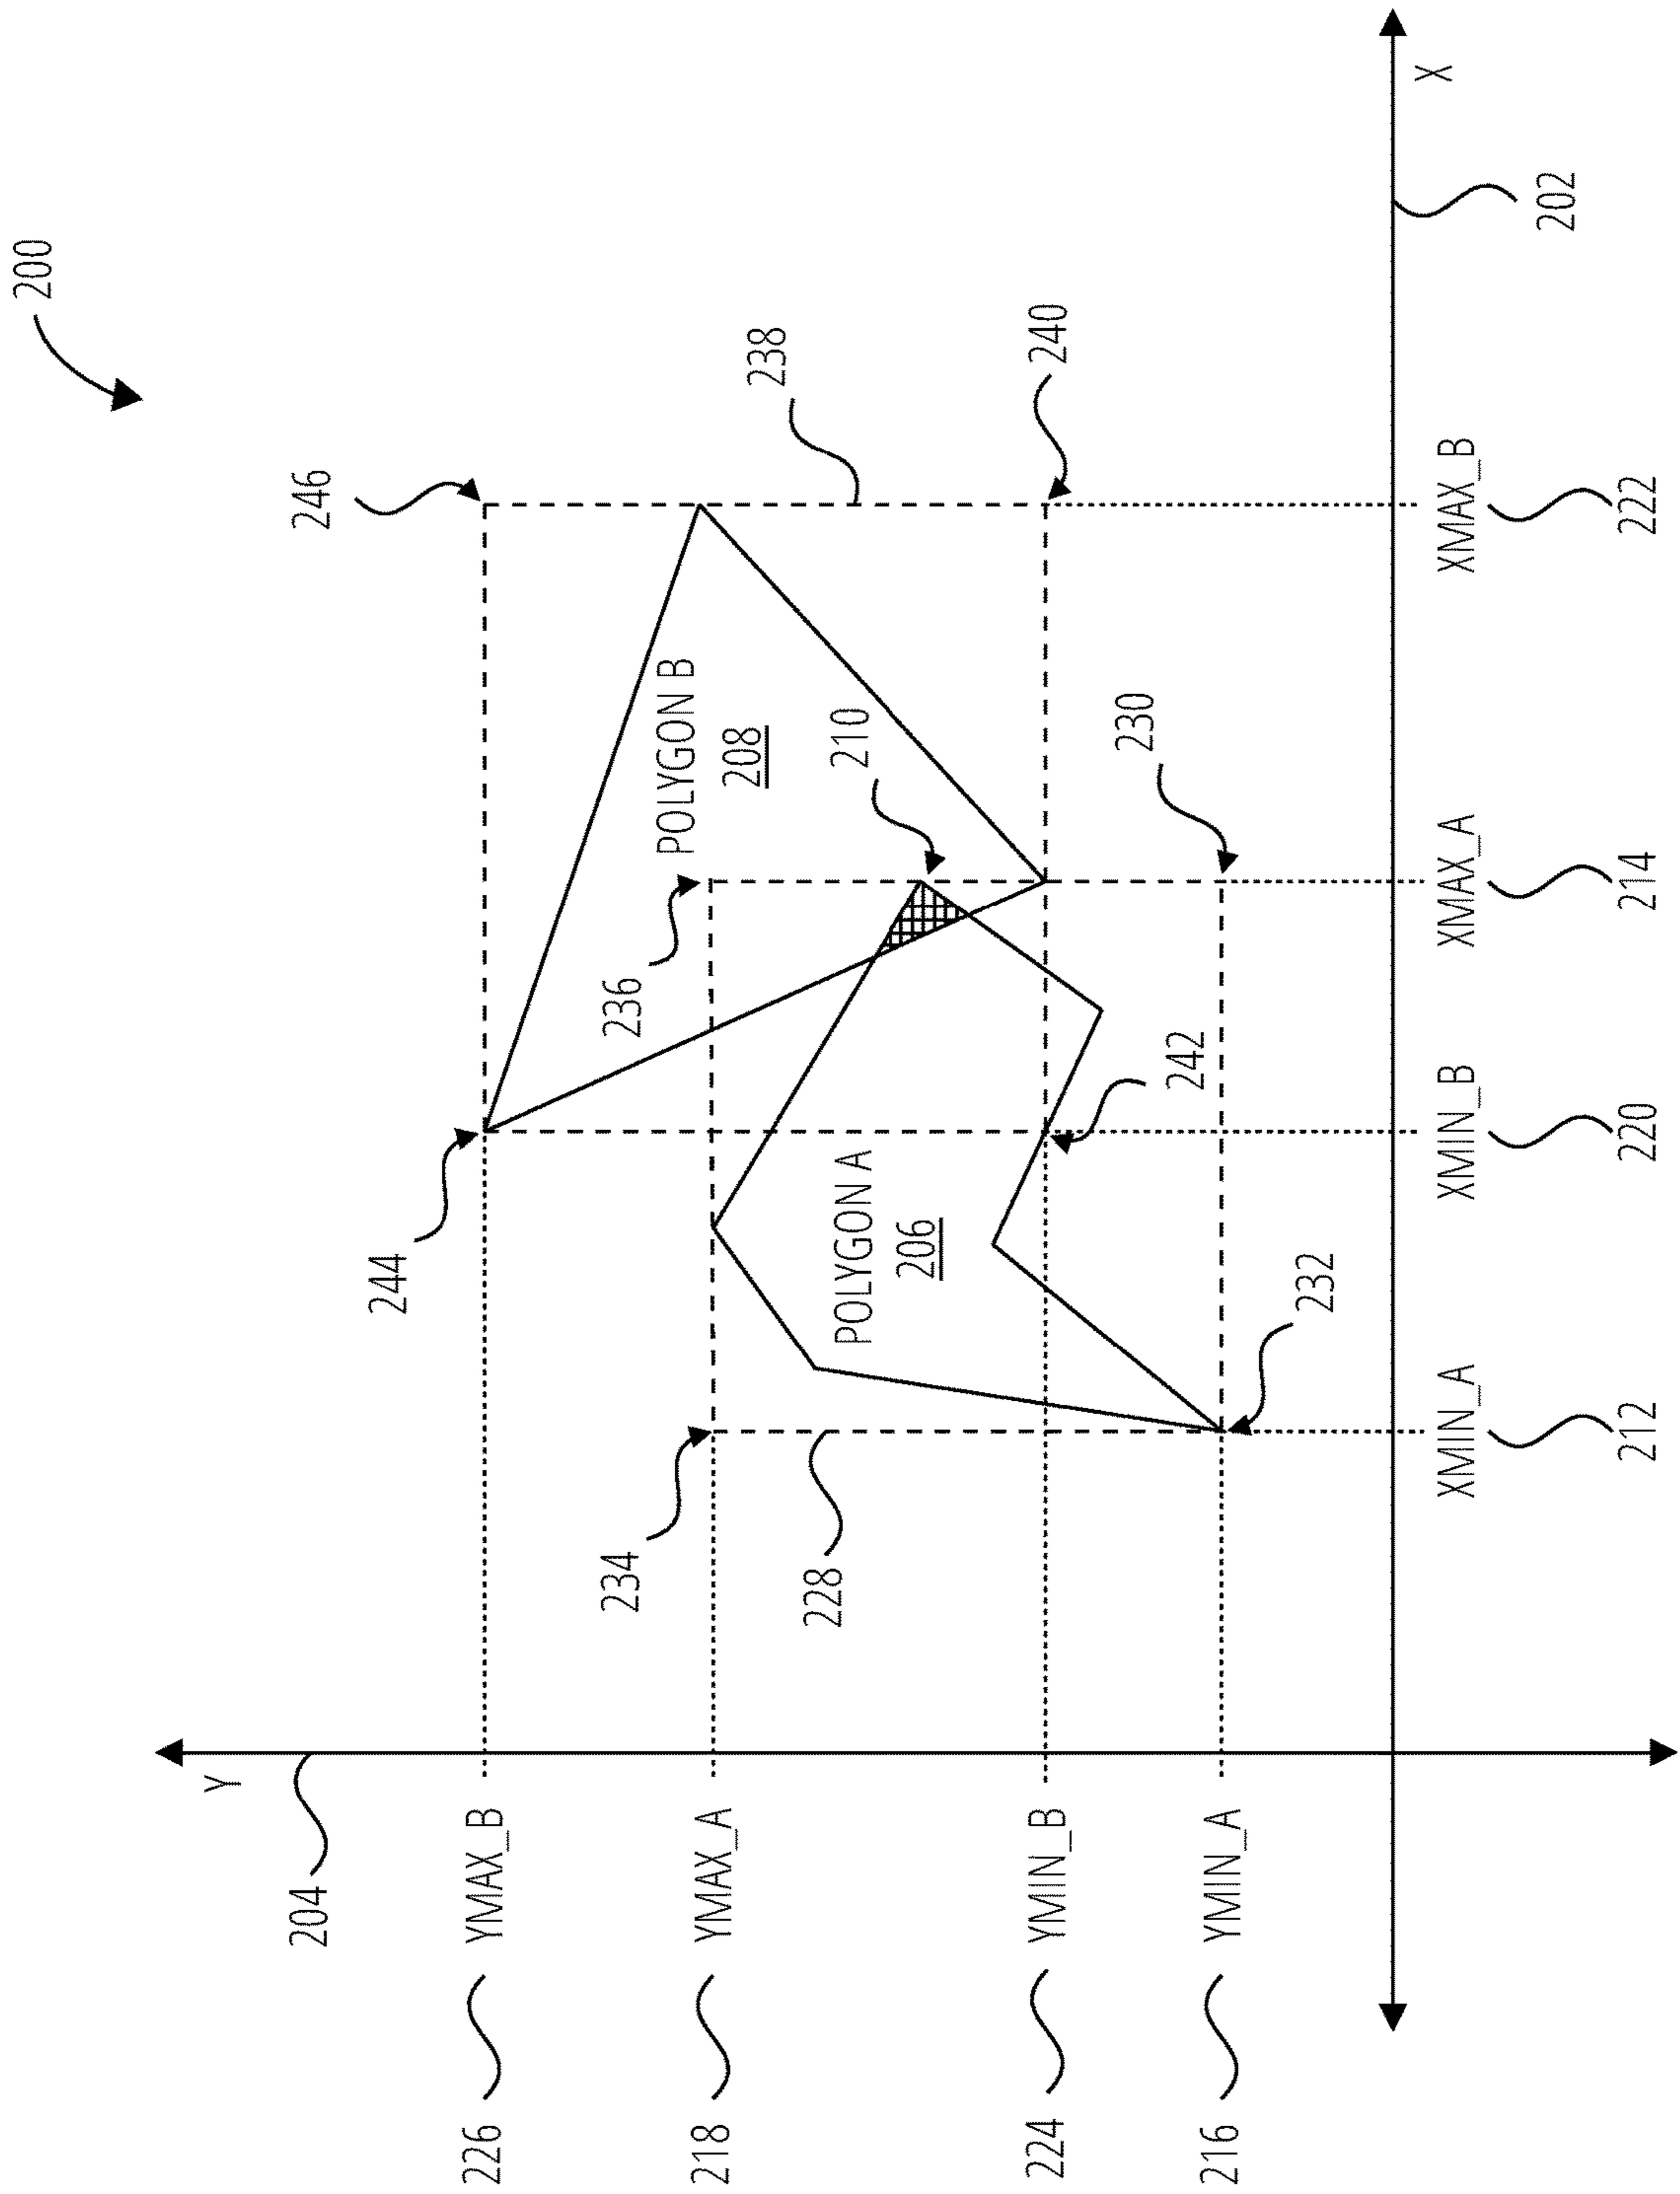 200
Y
204
226
YMAX_B
218
YMAX_A
224
YMIN_B
216
YMIN_A
244
246
234
236
228
238
POLYGON B
208
210
POLYGON A
206
240
242
230
232
X
202
XMIN_A
212
XMIN_B
220
XMAX_A
214
XMAX_B
222